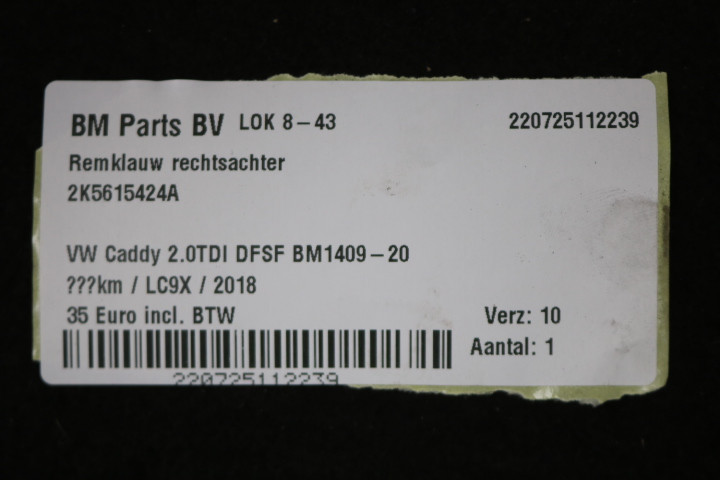 BM Parts BV LOK 8-43 220725112239
Remklauw rechtsachter
2K5615424A
VW Caddy 2.0TDI DFSF BM1409-20
???km / LC9X / 2018
35 Euro incl. BTW Verz: 10
Aantal: 1
220725112239